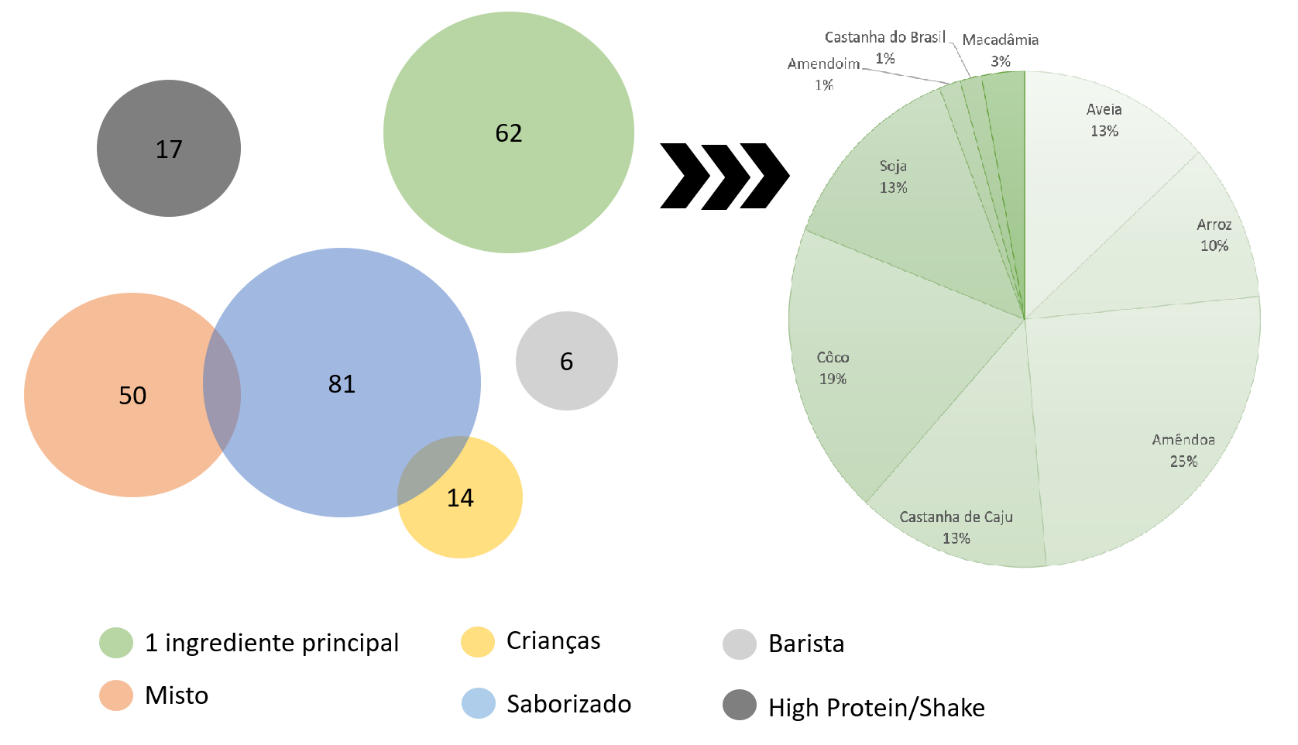 17
62
50
81
6
14
Castanha do Brasil
1%
Macadâmia
3%
Amendoim
1%
Aveia
13%
Soja
13%
Arroz
10%
Côco
19%
Amêndoa
25%
Castanha de Caju
13%
1 ingrediente principal
Crianças
Barista
Misto
Saborizado
High Protein/Shake